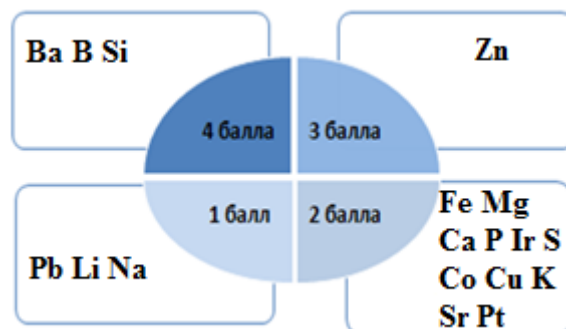 Ba B Si
Zn
4 балла
3 балла
1 балл
2 балла
Pb Li Na
Fe Mg
Ca P Ir S
Co Cu K
Sr Pt